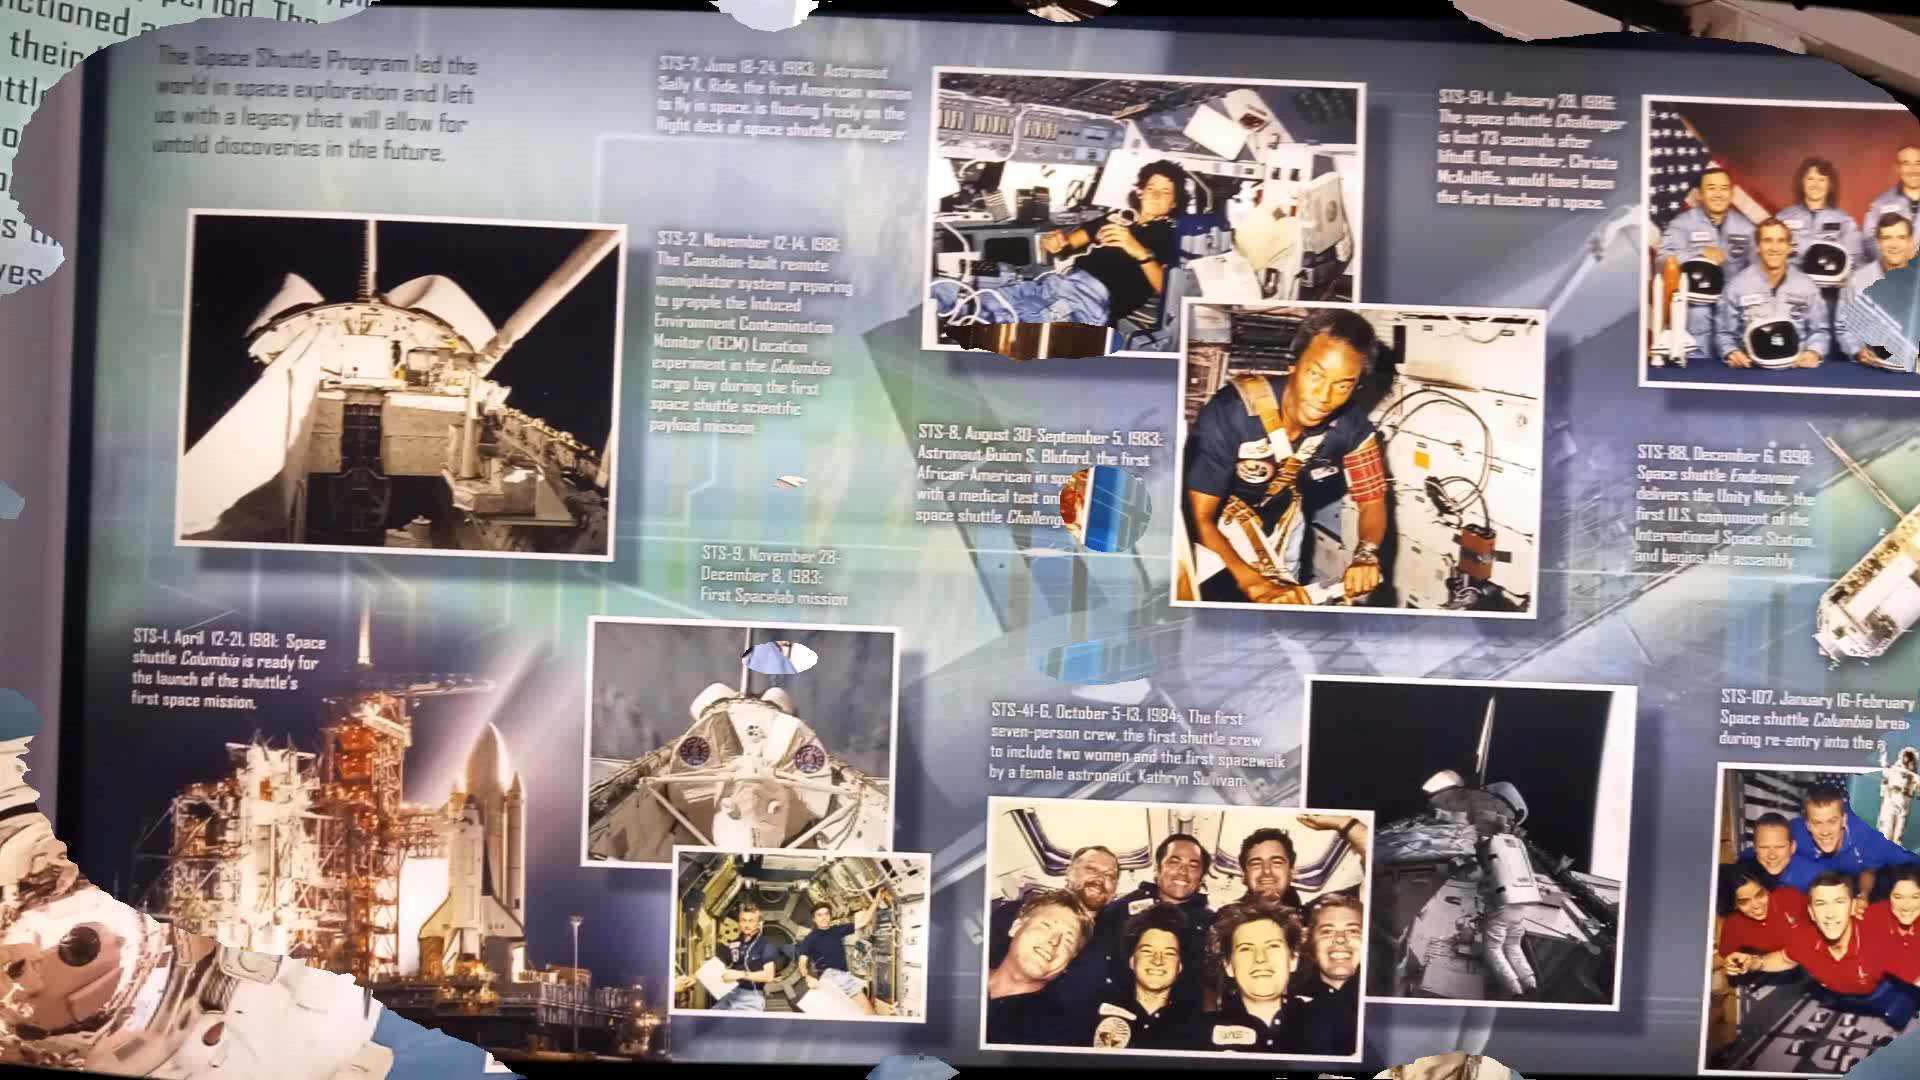 The Space Shuttle Program led the
world in space exploration and left
us with a legacy that will allow for
untold discoveries in the future.
STS-7, June 18-24, 1983: Astronaut
Sally K. Ride, the first American woman
to fly in space, is floating freely on the
flight deck of space shuttle Challenger.
STS-51-L, January 28, 1986:
The space shuttle Challenger
is lost 73 seconds after
liftoff. One member, Christa
McAuliffe, would have been
the first teacher in space.
STS-2, November 12-14, 1981:
The Canadian-built remote
manipulator system preparing
to grapple the Induced
Environment Contamination
Monitor (IECM) Location
experiment in the Columbia
cargo bay during the first
space shuttle scientific
payload mission.
STS-8, August 30-September 5, 1983:
Astronaut Guion S. Bluford, the first
African-American in
with a medical test
space shuttle
STS-88, December 6, 1998:
Space shuttle Endeavour
delivers the Unity Node, the
first U.S. component of the
International Space Station,
and begins the assembly.
STS-9, November 28-
December 8, 1983:
First Spacelab mission
STS-1, April 12-21, 1981: Space
shuttle Columbia is ready for
the launch of the shuttle's
first space mission.
STS-41-G, October 5-13, 1984: The first
seven-person crew, the first shuttle crew
to include two women and the first spacewalk
by a female astronaut, Kathryn Sullivan.
STS-107, January 16-February
Space shuttle Columbia
during re-entry into the
their